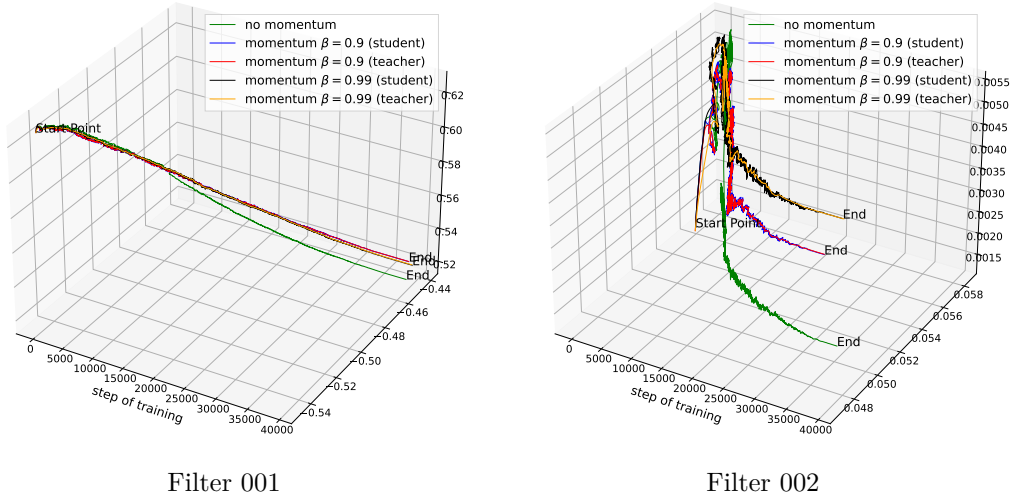 no momentum
momentum β = 0.9 (student)
momentum β = 0.9 (teacher)
momentum β = 0.99 (student)
momentum β = 0.99 (teacher)
Start Point
End
End
End
0.62
0.60
0.58
0.56
0.54
0.52
−0.44
−0.46
−0.48
−0.50
−0.52
−0.54
0
5000
10000
15000
20000
25000
30000
35000
40000
step of training
Filter 001
no momentum
momentum β = 0.9 (student)
momentum β = 0.9 (teacher)
momentum β = 0.99 (student)
momentum β = 0.99 (teacher)
Start Point
End
End
End
0.0055
0.0050
0.0045
0.0040
0.0035
0.0030
0.0025
0.0020
0.0015
0.058
0.056
0.054
0.052
0.050
0.048
0
5000
10000
15000
20000
25000
30000
35000
40000
step of training
Filter 002